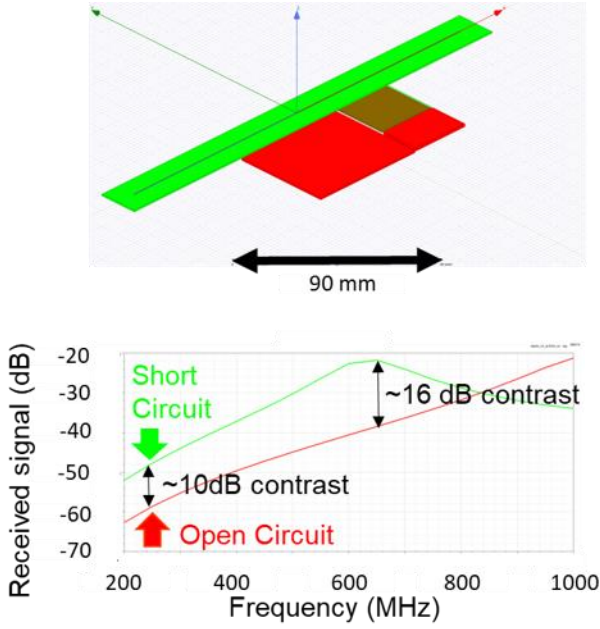 90 mm
Received signal (dB)
-20
-30
-40
-50
-60
-70
Short
Circuit
~16 dB contrast
~10dB contrast
Open Circuit
200
400
600
800
1000
Frequency (MHz)